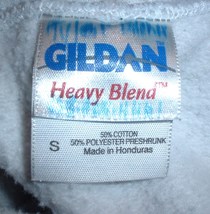 GILDAN
Heavy Blend™
S
50% COTTON
50% POLYESTER PRESHRUNK
Made in Honduras